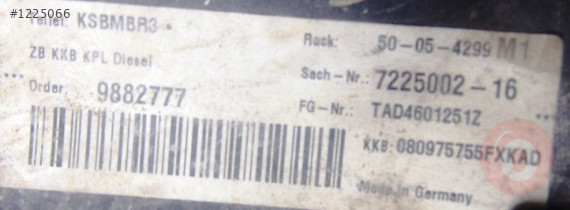 #1225066
Teile: KSBMBR3
Rack: 50-05-4299 M1
ZB KKB KPL Diesel
Sach-Nr.: 7225002-16
Order: 9882777
FG-Nr.: TAD4601251Z
KKB: 080975755FXKAD
Made in Germany